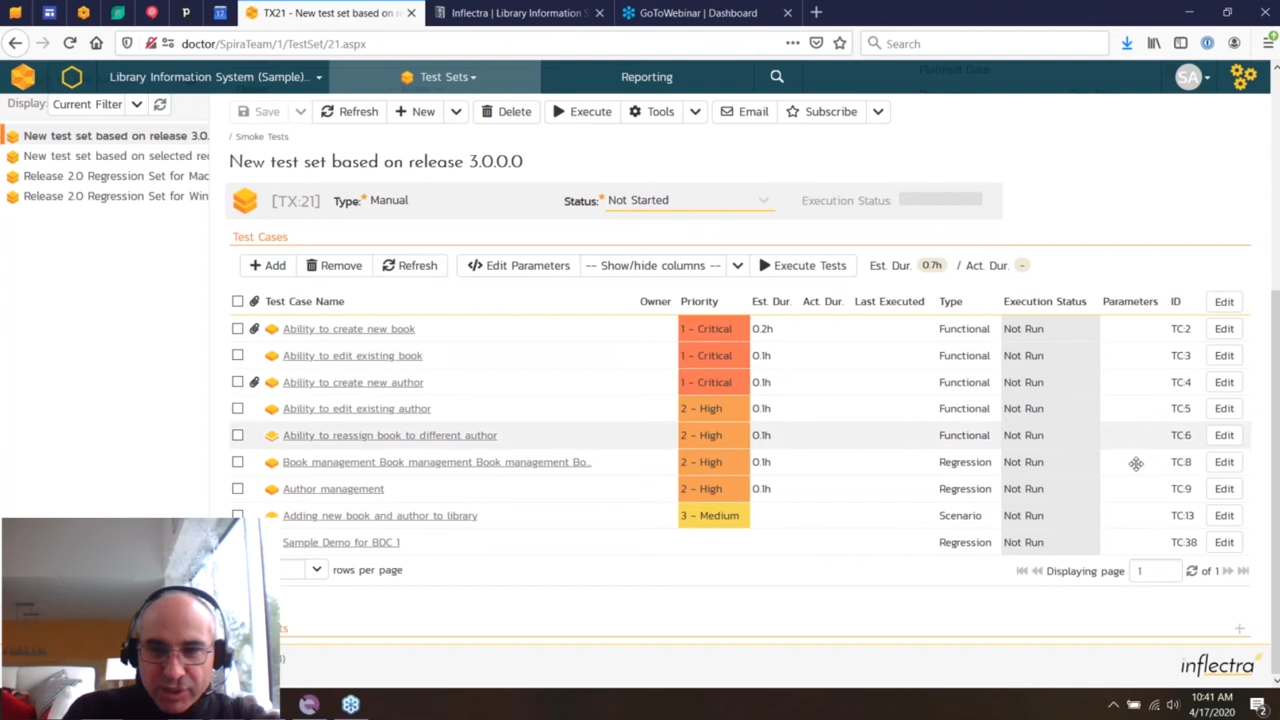 TX21 - New test set based on re
Inflectra | Library Information S
GoToWebinar | Dashboard
doctor/SpiraTeam/1/TestSet/21.aspx
Search
Library Information System (Sample)...
Test Sets
Reporting
SA
Display: Current Filter
Save Refresh New Delete Execute Tools Email Subscribe
New test set based on release 3.0.
New test set based on selected rec
Release 2.0 Regression Set for Mac
Release 2.0 Regression Set for Win
/ Smoke Tests
New test set based on release 3.0.0.0
[TX:21] Type:* Manual Status:* Not Started Execution Status:
Test Cases
Add Remove Refresh Edit Parameters -- Show/hide columns -- Execute Tests Est. Dur. 0.7h / Act. Dur. -
Test Case Name Owner Priority Est. Dur. Act. Dur. Last Executed Type Execution Status Parameters ID Edit
Ability to create new book 1 - Critical 0.2h Functional Not Run TC:2 Edit
Ability to edit existing book 1 - Critical 0.1h Functional Not Run TC:3 Edit
Ability to create new author 1 - Critical 0.1h Functional Not Run TC:4 Edit
Ability to edit existing author 2 - High 0.1h Functional Not Run TC:5 Edit
Ability to reassign book to different author 2 - High 0.1h Functional Not Run TC:6 Edit
Book management Book management Book management Bo... 2 - High 0.1h Regression Not Run TC:8 Edit
Author management 2 - High 0.1h Regression Not Run TC:9 Edit
Adding new book and author to library 3 - Medium Scenario Not Run TC:13 Edit
Sample Demo for BDC 1 Regression Not Run TC:38 Edit
rows per page
Displaying page 1 of 1
inflectra
10:41 AM
4/17/2020
2